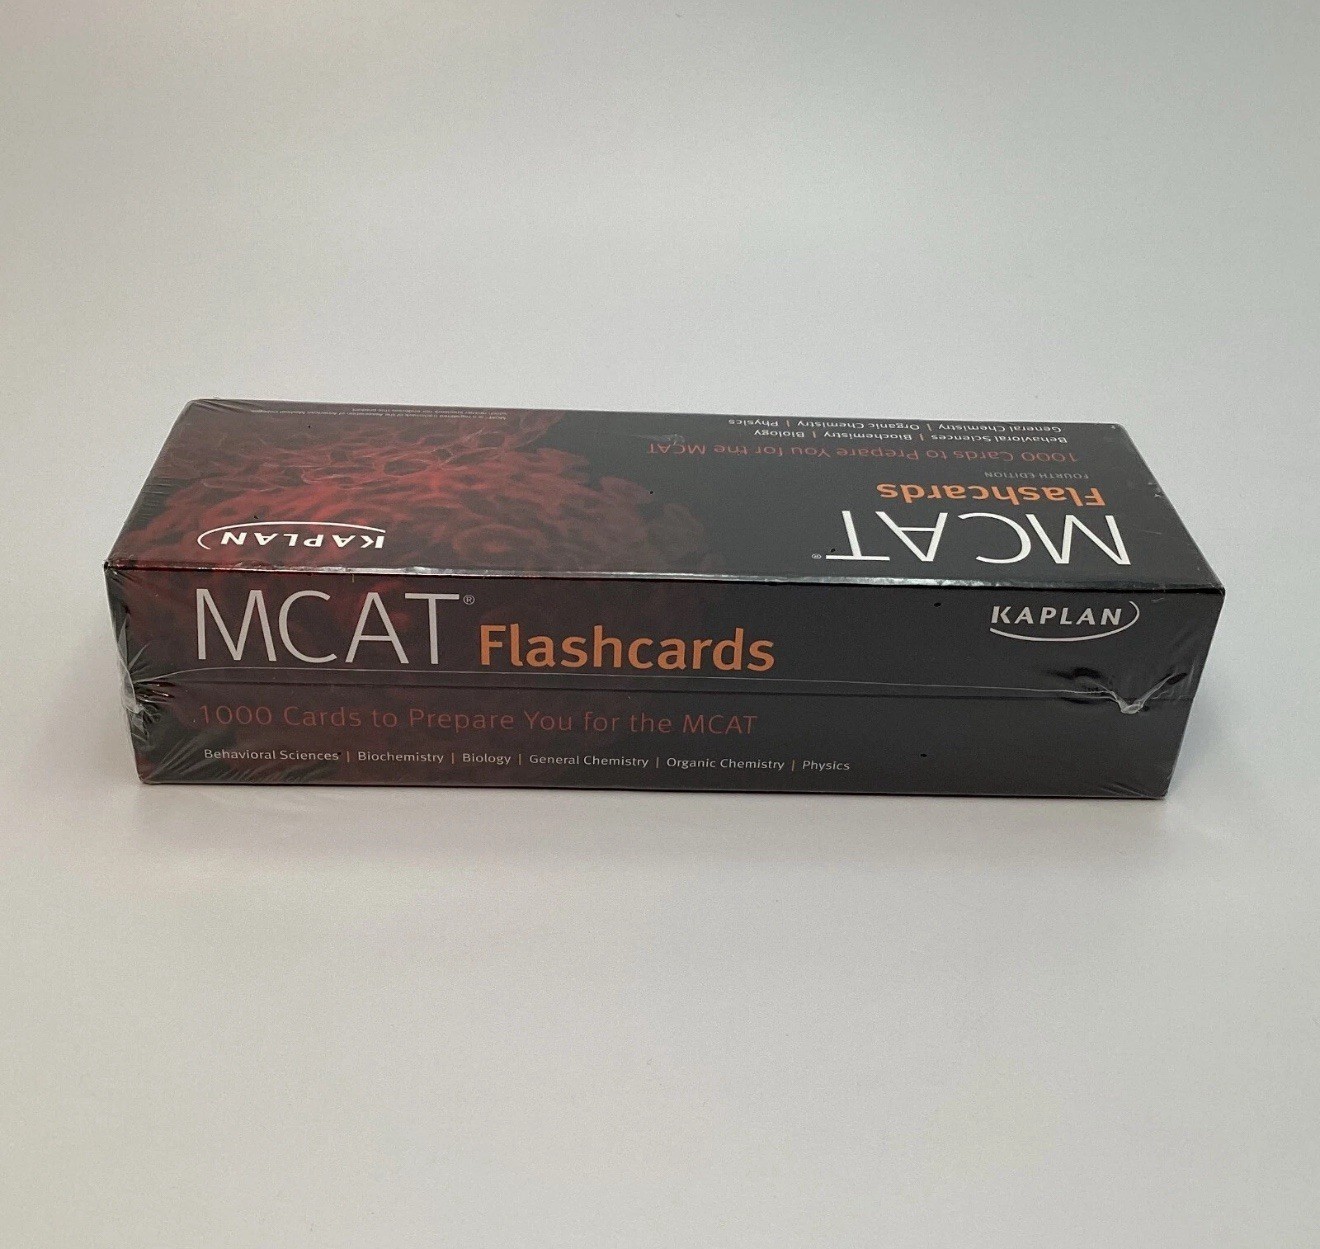 MCAT® Flashcards
KAPLAN
1000 Cards to Prepare You for the MCAT
Behavioral Sciences | Biochemistry | Biology | General Chemistry | Organic Chemistry | Physics
MCAT®
Flashcards
FOURTH EDITION
1000 Cards to Prepare You for the MCAT
Behavioral Sciences | Biochemistry | Biology
General Chemistry | Organic Chemistry | Physics
KAPLAN